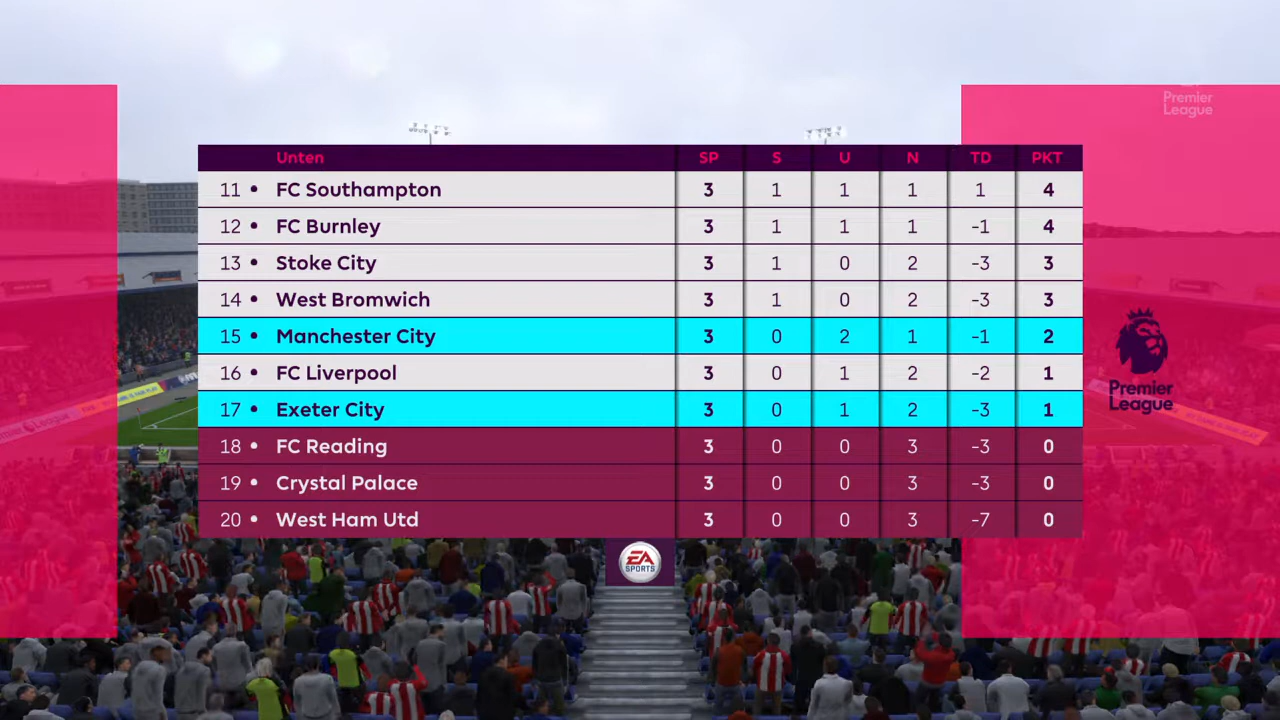 Premier
League
Unten SP S U N TD PKT
11 • FC Southampton 3 1 1 1 1 4
12 • FC Burnley 3 1 1 1 -1 4
13 • Stoke City 3 1 0 2 -3 3
14 • West Bromwich 3 1 0 2 -3 3
15 • Manchester City 3 0 2 1 -1 2
16 • FC Liverpool 3 0 1 2 -2 1
17 • Exeter City 3 0 1 2 -3 1
18 • FC Reading 3 0 0 3 -3 0
19 • Crystal Palace 3 0 0 3 -3 0
20 • West Ham Utd 3 0 0 3 -7 0
Premier
League
EA
SPORTS